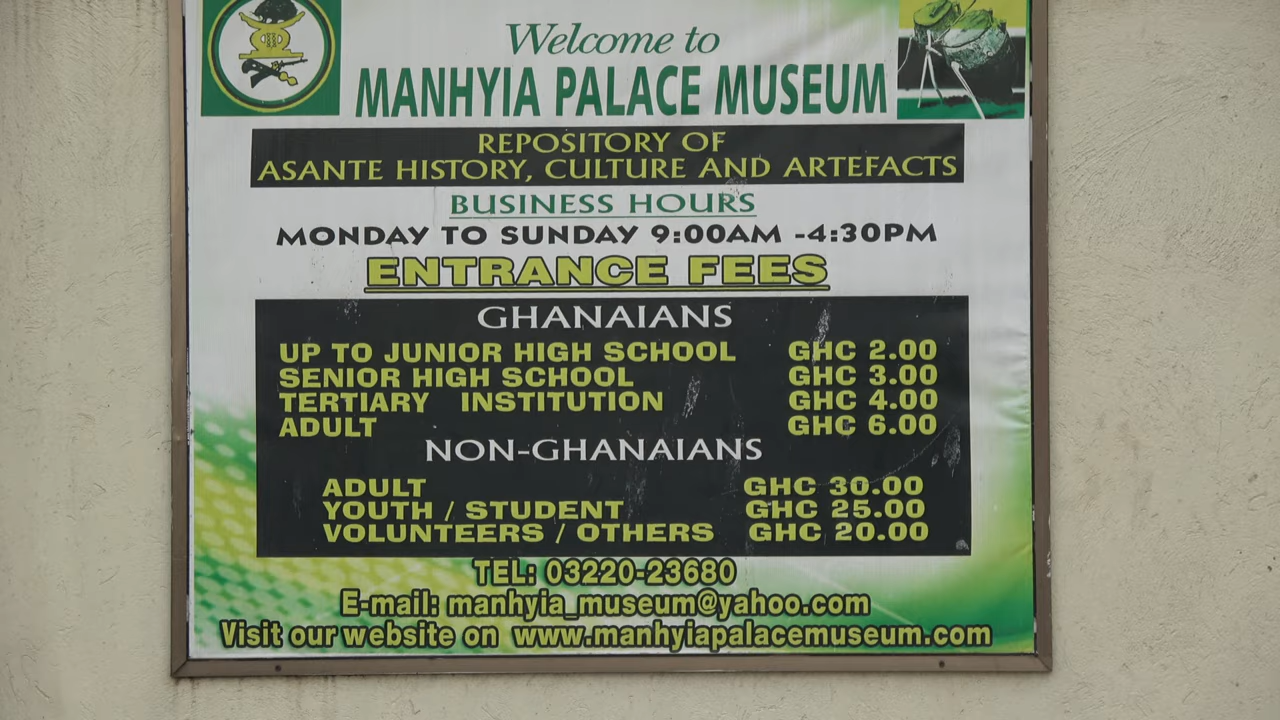 Welcome to
MANHYIA PALACE MUSEUM
REPOSITORY OF
ASANTE HISTORY, CULTURE AND ARTEFACTS
BUSINESS HOURS
MONDAY TO SUNDAY 9:00AM -4:30PM
ENTRANCE FEES
GHANAIANS
UP TO JUNIOR HIGH SCHOOL GHC 2.00
SENIOR HIGH SCHOOL GHC 3.00
TERTIARY INSTITUTION GHC 4.00
ADULT GHC 6.00
NON-GHANAIANS
ADULT GHC 30.00
YOUTH / STUDENT GHC 25.00
VOLUNTEERS / OTHERS GHC 20.00
TEL: 03220-23680
E-mail: manhyia_museum@yahoo.com
Visit our website on www.manhyiapalacemuseum.com